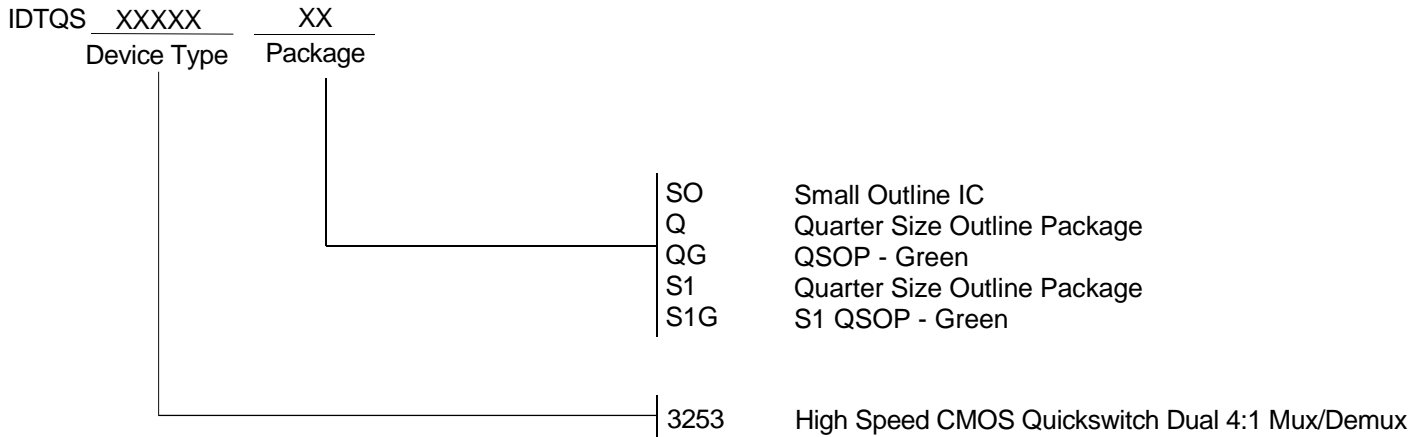 IDTQS XXXXX XX
Device Type Package
SO Small Outline IC
Q Quarter Size Outline Package
QG QSOP - Green
S1 Quarter Size Outline Package
S1G S1 QSOP - Green
3253 High Speed CMOS Quickswitch Dual 4:1 Mux/Demux